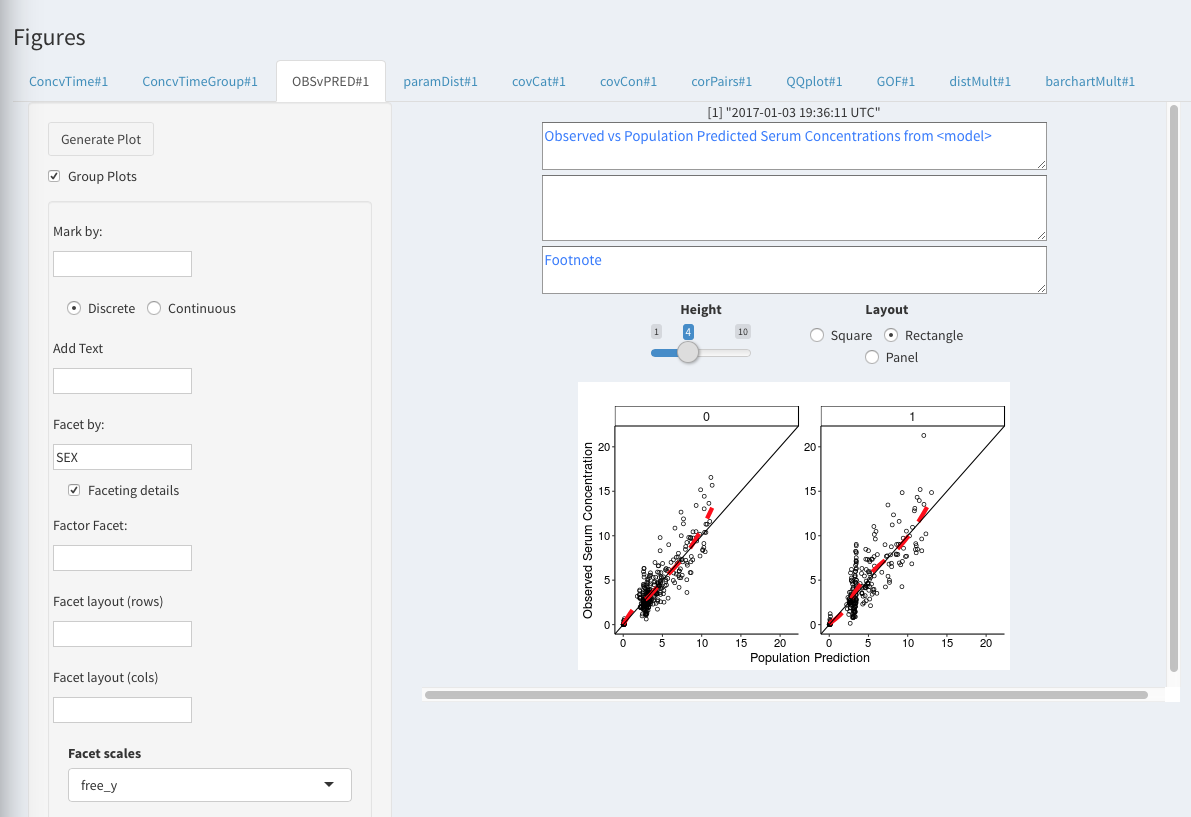 Figures
ConcvTime#1 ConcvTimeGroup#1 OBSvPRED#1 paramDist#1 covCat#1 covCon#1 corPairs#1 QQplot#1 GOF#1 distMult#1 barchartMult#1
Generate Plot
Group Plots
Mark by:
Discrete Continuous
Add Text
Facet by:
SEX
Faceting details
Factor Facet:
Facet layout (rows)
Facet layout (cols)
Facet scales
free_y
[1] "2017-01-03 19:36:11 UTC"
Observed vs Population Predicted Serum Concentrations from <model>
Footnote
Height Layout
1 4 10
Square Rectangle
Panel
0 1
Observed Serum Concentration
20 20
15 15
10 10
5 5
0 0
0 5 10 15 20 0 5 10 15 20
Population Prediction